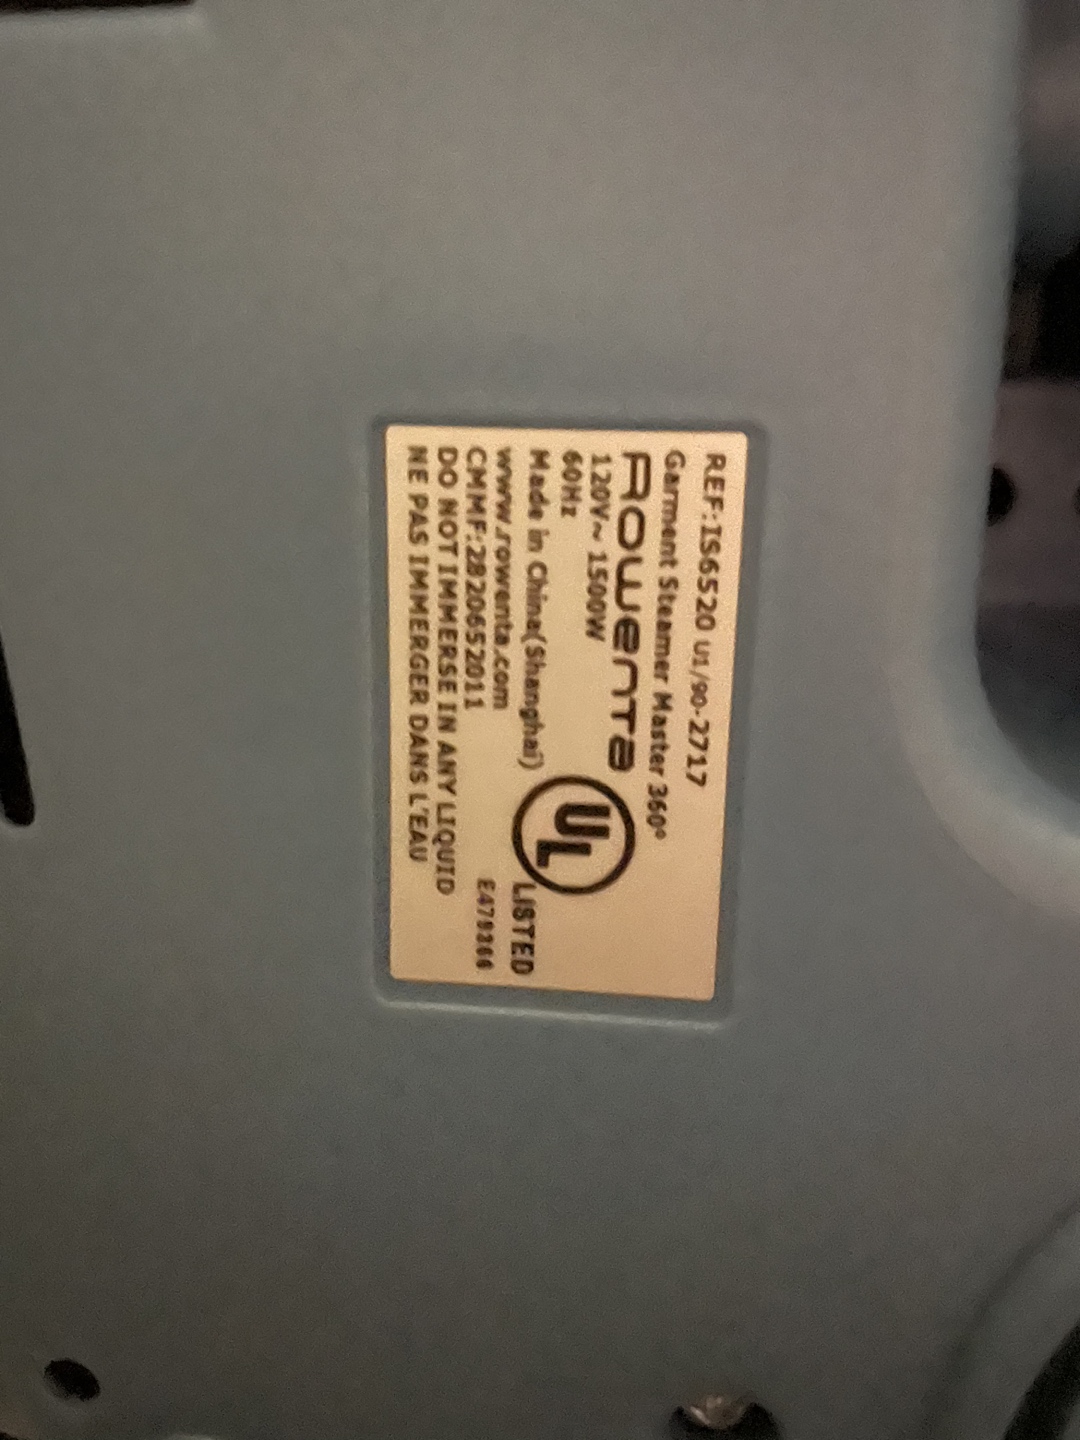 REF:IS6520 U1/90-2717
Garment Steamer Master 360°
Rowenta
120V~ 1500W
60Hz
Made in China(Shanghai)
UL LISTED
www.rowenta.com
CMMF:2820652011
DO NOT IMMERSE IN ANY LIQUID
NE PAS IMMERGER DANS L'EAU